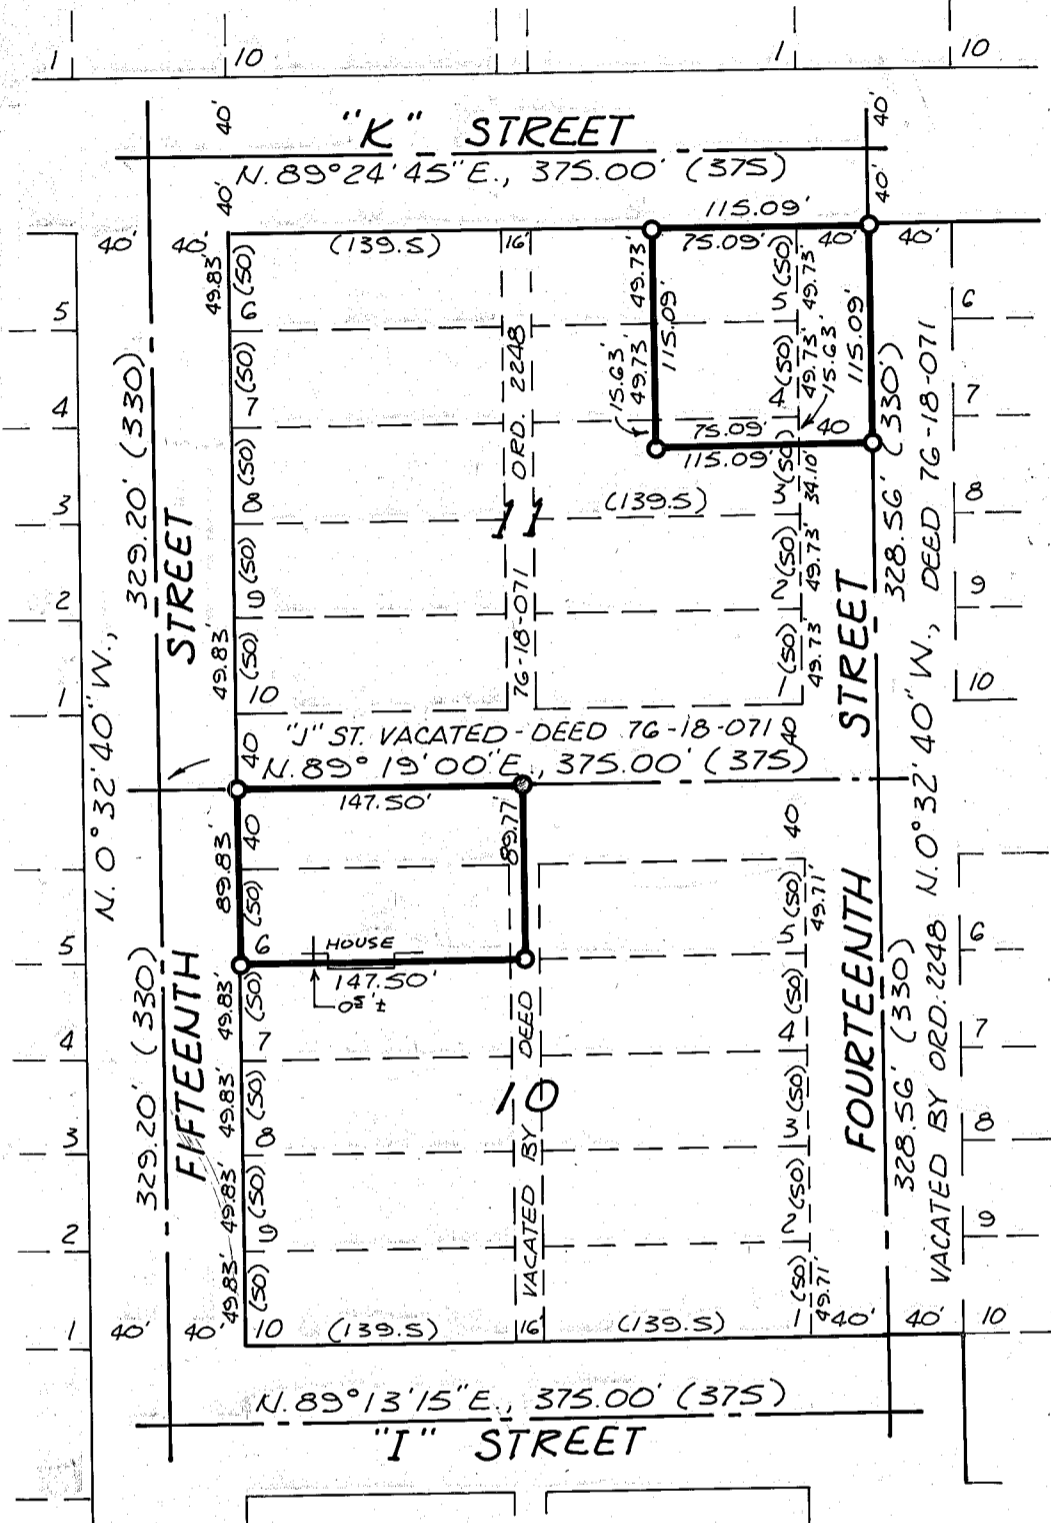 1 10 1 10
40' 40'
"K" STREET
N. 89°24'45"E., 375.00' (375)
40' 40'
115.09'
40' 40' (139.5) 16' 75.09' 40' 40'
49.83' (50) 49.73' (50) 49.73'
115.09' 115.09'
5 6 5 6
15.63' 49.73' 49.73' 15.63'
(50) (50)
4 7 4 7
75.09' 40
115.09'
(50) (50) 34.10'
(139.5)
3 8 3 8
11
76-18-071 ORD. 2248
(50) (50) 49.73'
2 9 2 9
49.83' (50) (50) 49.73
1 10 1 10
329.20' (330)
STREET
N. 0°32'40"W.,
328.56' (330')
STREET
N. 0°32'40"W., DEED 76-18-071
"J" ST. VACATED - DEED 76-18-071
40 40
N. 89°19'00"E., 375.00' (375)
147.50'
89.83' 40 89.77' 40
(50) (50) 49.71'
5 6 5 6
HOUSE
147.50'
0.5'±
49.83' (50) (50)
4 7 4 7
49.83' (50) (50)
10
3 8 3 8
49.83' (50) (50)
2 9 2 9
49.83' (50) (50) 49.71'
VACATED BY DEED
329.20' (330)
FIFTEENTH
FOURTEENTH
328.56' (330)
VACATED BY ORD. 2248
1 40' 40' 10 (139.5) 16' (139.5) 1 40' 40' 10
N. 89°13'15"E., 375.00' (375)
"I" STREET